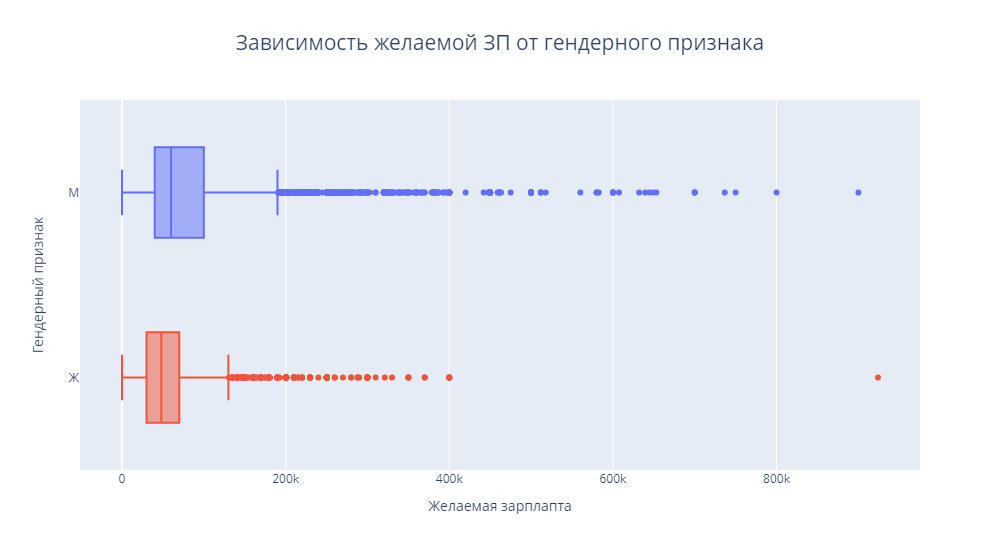 Зависимость желаемой ЗП от гендерного признака
Гендерный признак
М
Ж
0
200k
400k
600k
800k
Желаемая зарплапта